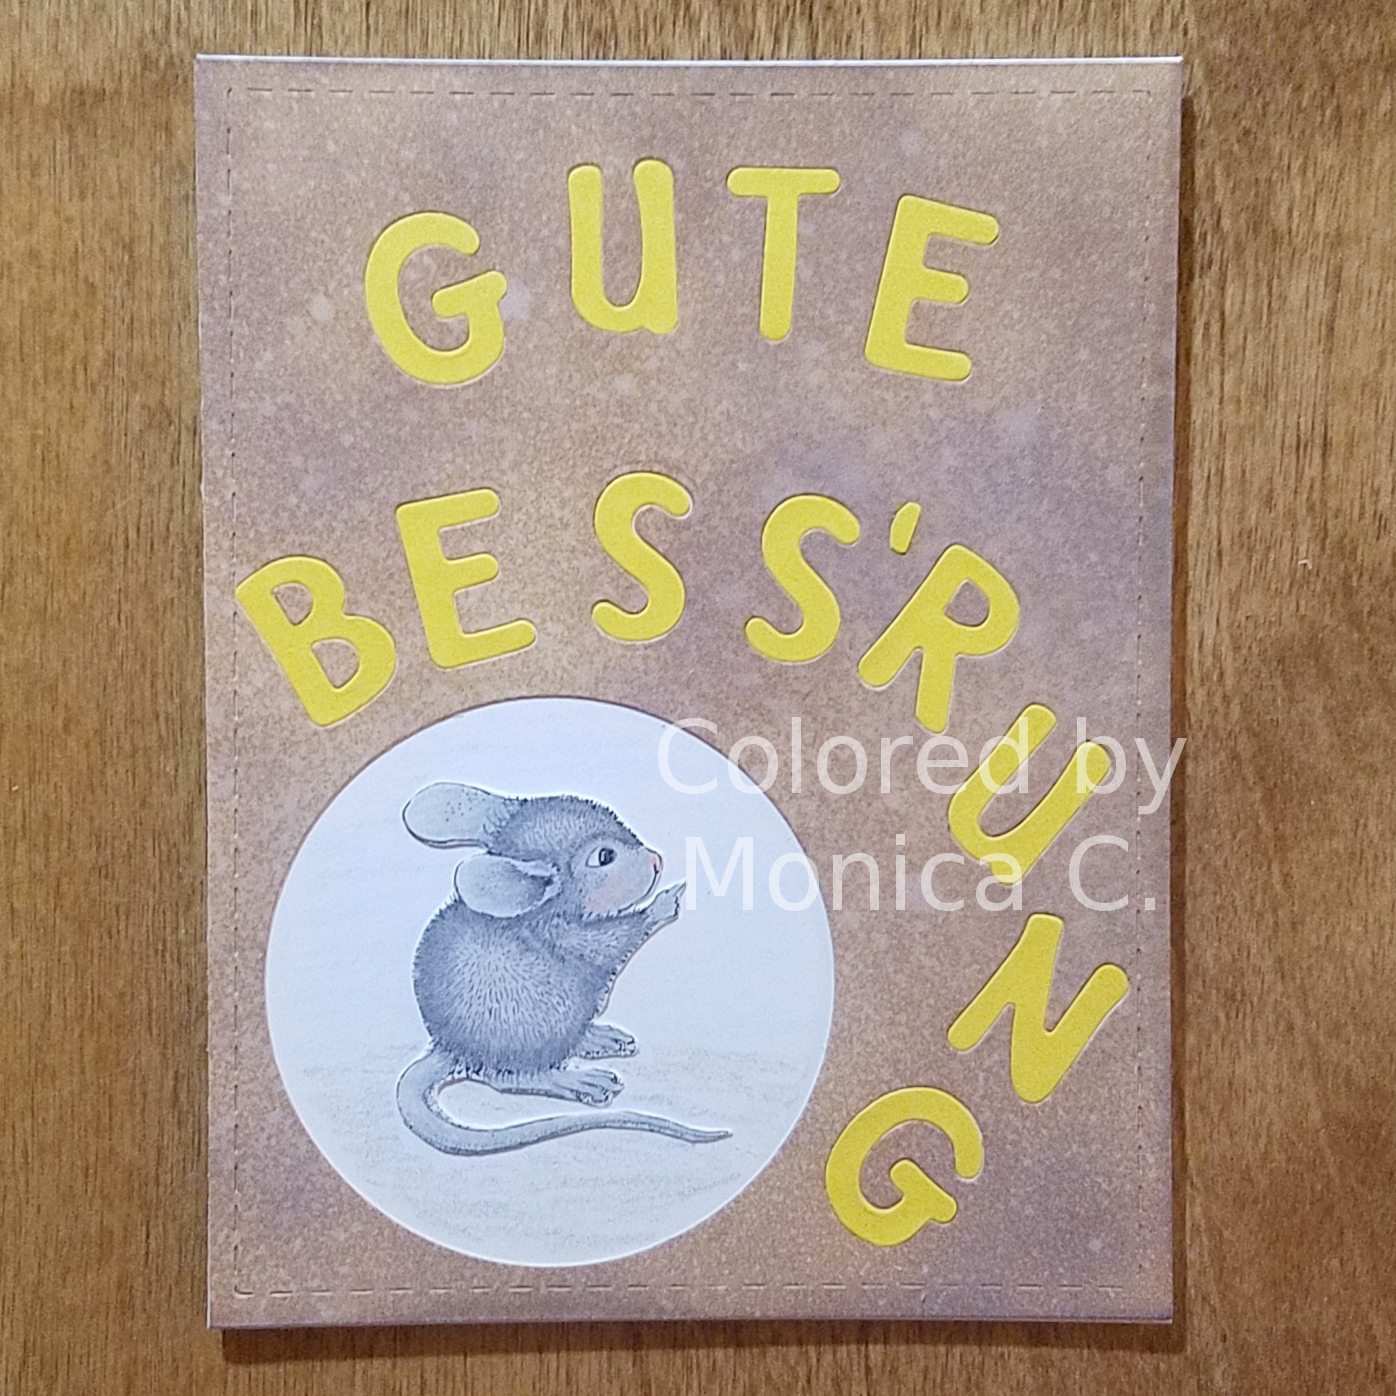 GUTE
BESS'RUNG
Colored by
Monica C.